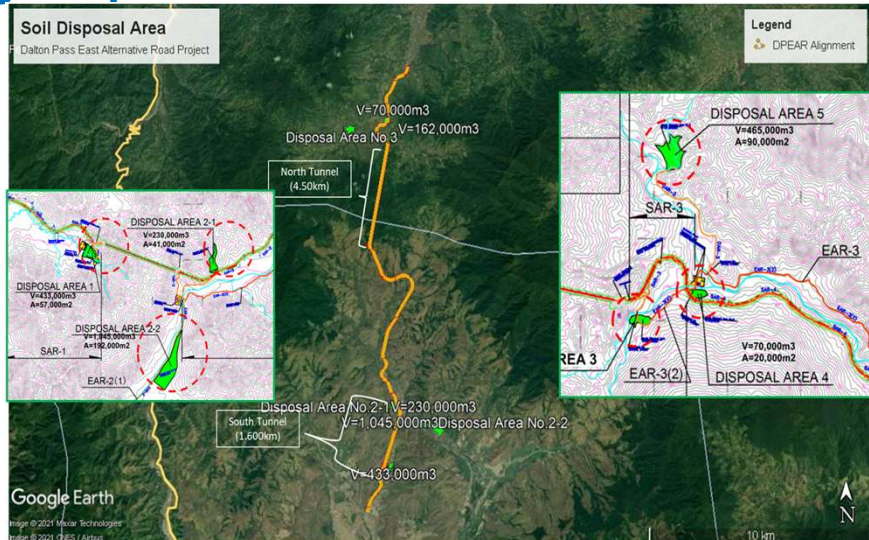 Soil Disposal Area
Dalton Pass East Alternative Road Project
Legend
DPEAR Alignment
V=70,000m3
V=162,000m3
Disposal Area No.3
North Tunnel
(4.50km)
DISPOSAL AREA 2-1
V=230,000m3
A=41,000m2
DISPOSAL AREA 1
V=433,000m3
A=57,000m2
DISPOSAL AREA 2-2
V=1,045,000m3
A=192,000m2
SAR-1
EAR-2(1)
DISPOSAL AREA 5
V=465,000m3
A=90,000m2
SAR-3
EAR-3
REA 3
EAR-3(2)
V=70,000m3
A=20,000m2
DISPOSAL AREA 4
Disposal Area No.2-1V=230,000m3
V=1,045,000m3Disposal Area No.2-2
South Tunnel
(1.600km)
V=433,000m3
Google Earth
Image © 2021 Maxar Technologies
Image © 2021 CNES / Airbus
N
10 km